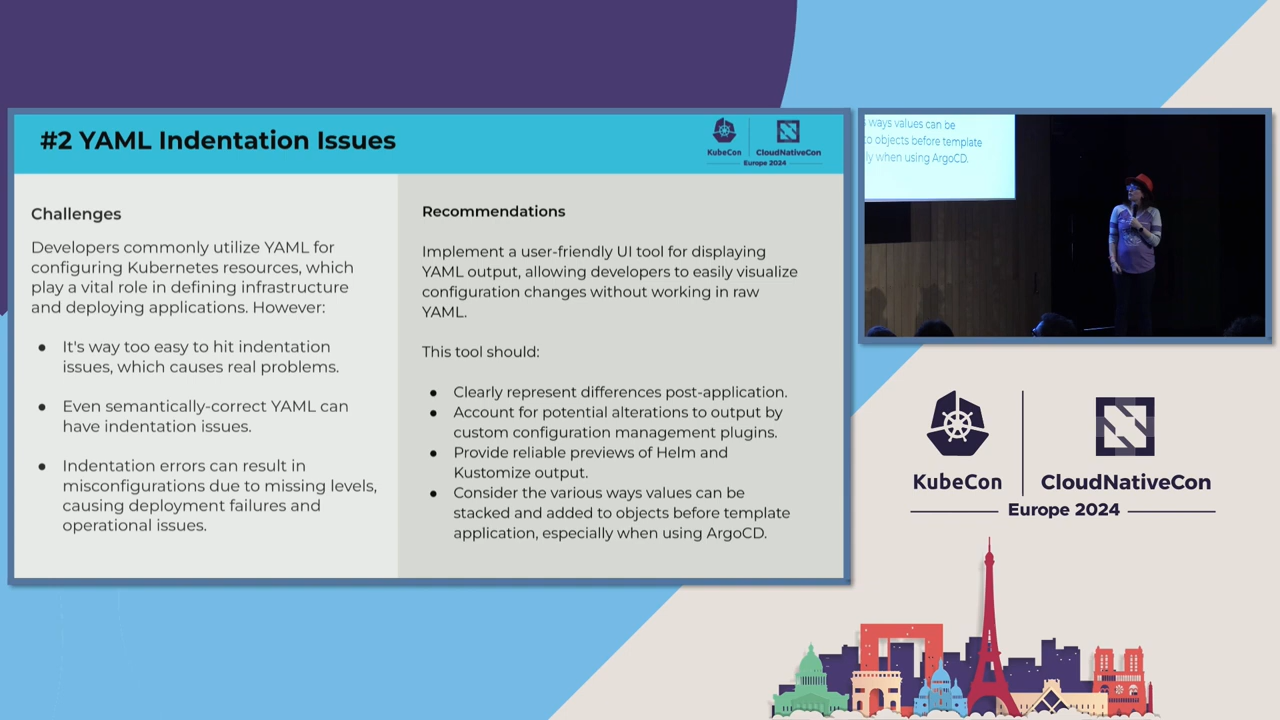 #2 YAML Indentation Issues
KubeCon
CloudNativeCon
Europe 2024
Challenges
Developers commonly utilize YAML for
configuring Kubernetes resources, which
play a vital role in defining infrastructure
and deploying applications. However:
● It's way too easy to hit indentation
issues, which causes real problems.
● Even semantically-correct YAML can
have indentation issues.
● Indentation errors can result in
misconfigurations due to missing levels,
causing deployment failures and
operational issues.
Recommendations
Implement a user-friendly UI tool for displaying
YAML output, allowing developers to easily visualize
configuration changes without working in raw
YAML.
This tool should:
● Clearly represent differences post-application.
● Account for potential alterations to output by
custom configuration management plugins.
● Provide reliable previews of Helm and
Kustomize output.
● Consider the various ways values can be
stacked and added to objects before template
application, especially when using ArgoCD.
ways values can be
to objects before template
ly when using ArgoCD.
KubeCon
CloudNativeCon
Europe 2024